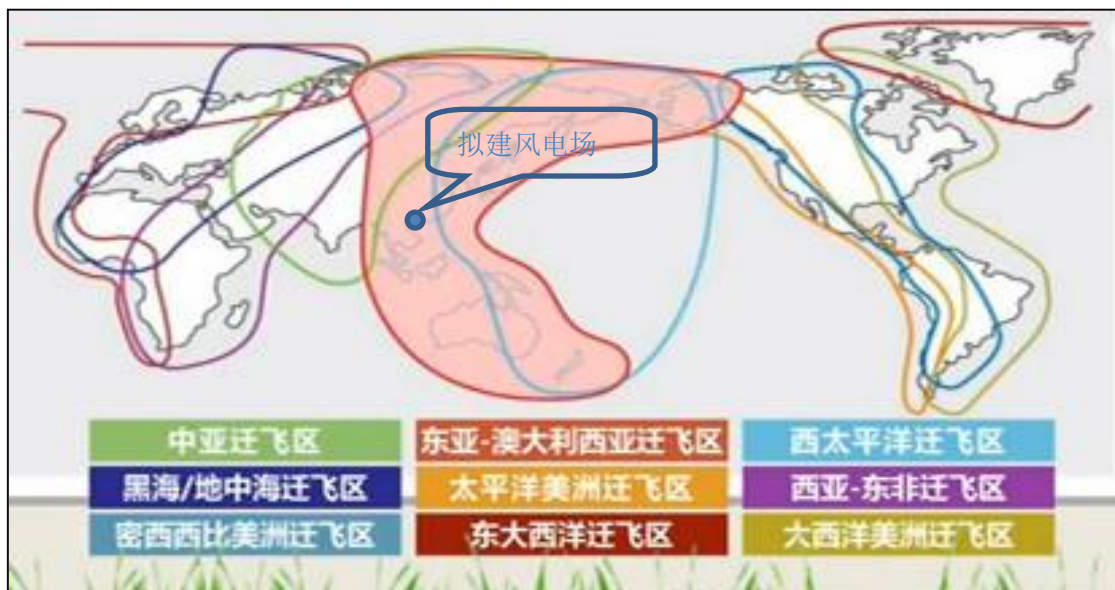 拟建风电场
中亚迁飞区
东亚-澳大利西亚迁飞区
西太平洋迁飞区
黑海/地中海迁飞区
太平洋美洲迁飞区
西亚-东非迁飞区
密西西比美洲迁飞区
东大西洋迁飞区
大西洋美洲迁飞区